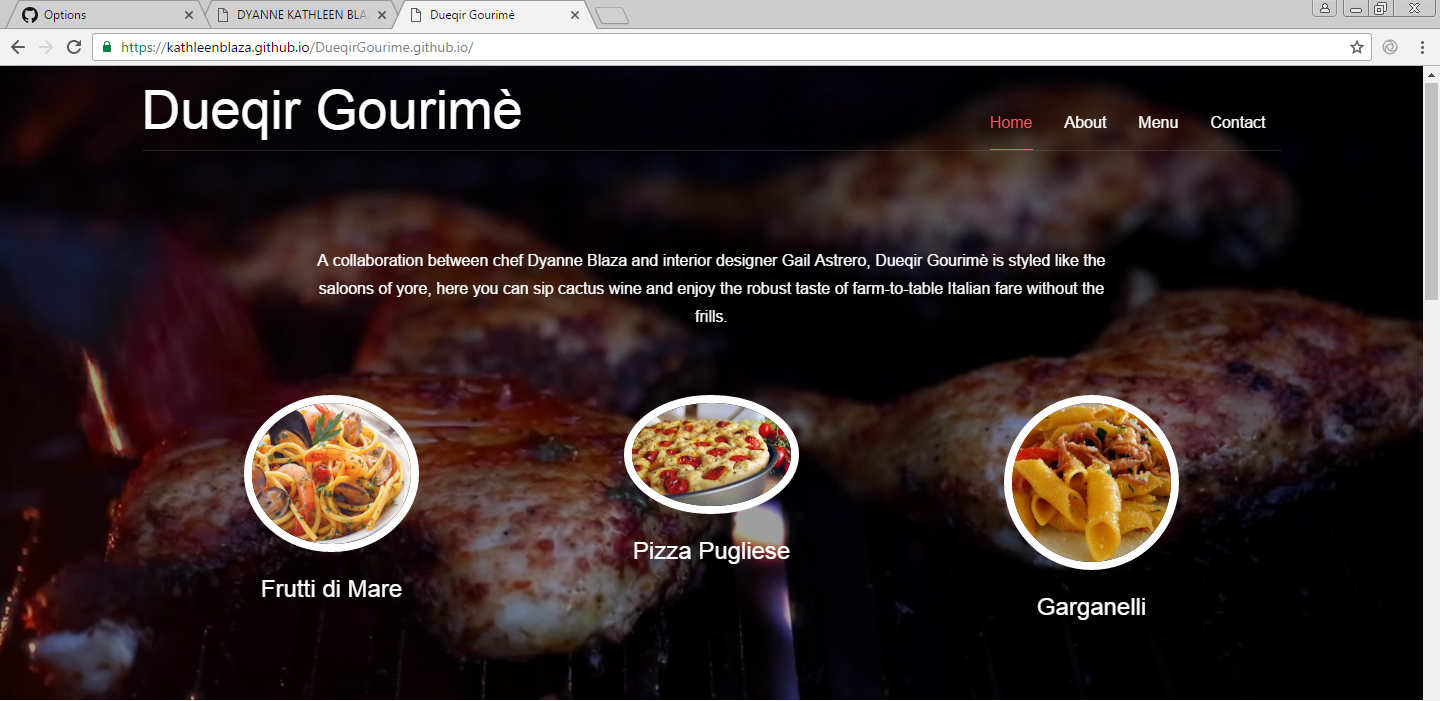 Options
DYANNE KATHLEEN BLA
Dueqir Gourimè
https://kathleenblaza.github.io/DueqirGourime.github.io/
Dueqir Gourimè
Home About Menu Contact
A collaboration between chef Dyanne Blaza and interior designer Gail Astrero, Dueqir Gourimè is styled like the
saloons of yore, here you can sip cactus wine and enjoy the robust taste of farm-to-table Italian fare without the
frills.
Frutti di Mare
Pizza Pugliese
Garganelli